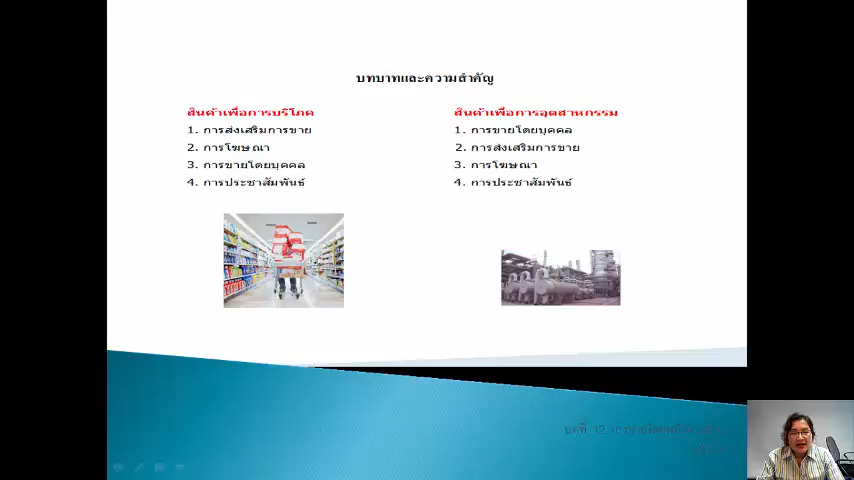 บทบาทและความสำคัญ
สินค้าเพื่อการบริโภค
1. การส่งเสริมการขาย
2. การโฆษณา
3. การขายโดยบุคคล
4. การประชาสัมพันธ์
สินค้าเพื่อการอุตสาหกรรม
1. การขายโดยบุคคล
2. การส่งเสริมการขาย
3. การโฆษณา
4. การประชาสัมพันธ์